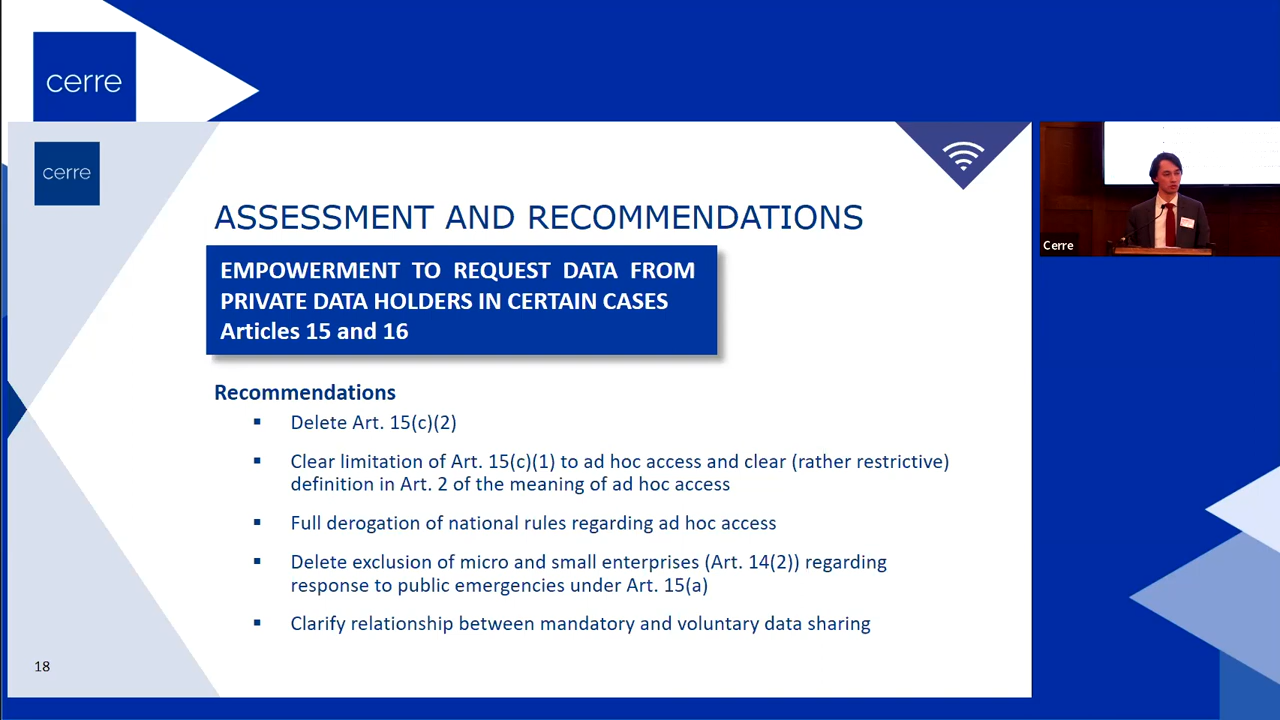 cerre
cerre
ASSESSMENT AND RECOMMENDATIONS
EMPOWERMENT TO REQUEST DATA FROM
PRIVATE DATA HOLDERS IN CERTAIN CASES
Articles 15 and 16
Recommendations
▪ Delete Art. 15(c)(2)
▪ Clear limitation of Art. 15(c)(1) to ad hoc access and clear (rather restrictive)
definition in Art. 2 of the meaning of ad hoc access
▪ Full derogation of national rules regarding ad hoc access
▪ Delete exclusion of micro and small enterprises (Art. 14(2)) regarding
response to public emergencies under Art. 15(a)
▪ Clarify relationship between mandatory and voluntary data sharing
18
Cerre